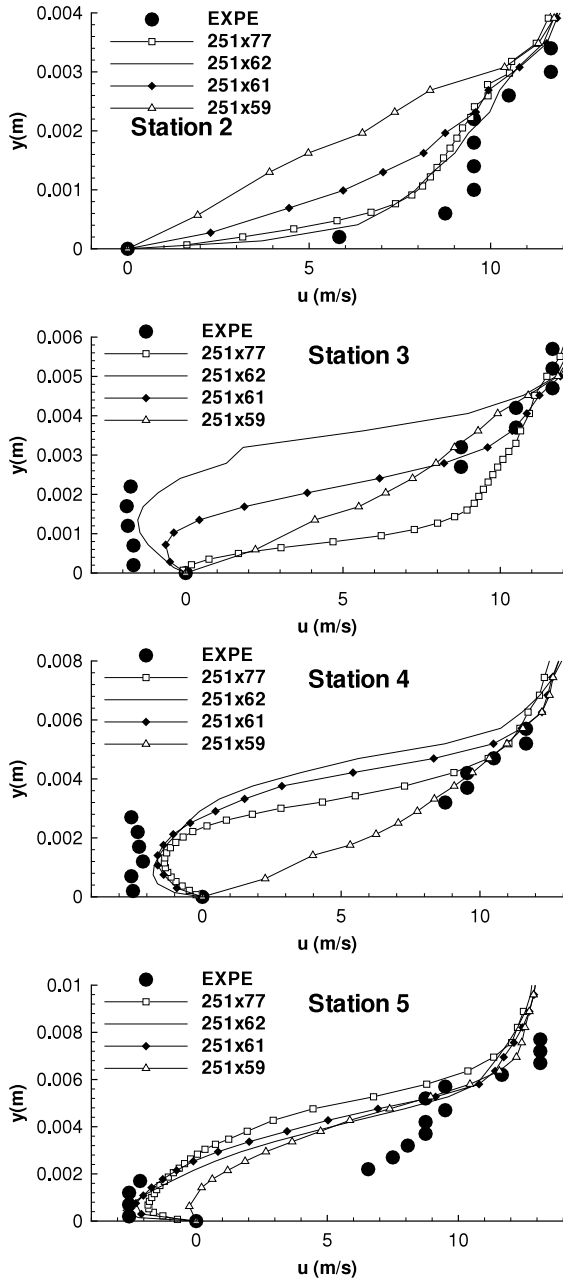 0.004
0.003
0.002
0.001
0
y(m)
EXPE
251x77
251x62
251x61
251x59
Station 2
0
5
10
u (m/s)
0.006
0.005
0.004
0.003
0.002
0.001
0
y(m)
EXPE
251x77
251x62
251x61
251x59
Station 3
0
5
10
u (m/s)
0.008
0.006
0.004
0.002
0
y(m)
EXPE
251x77
251x62
251x61
251x59
Station 4
0
5
10
u (m/s)
0.01
0.008
0.006
0.004
0.002
0
y(m)
EXPE
251x77
251x62
251x61
251x59
Station 5
0
5
10
u (m/s)